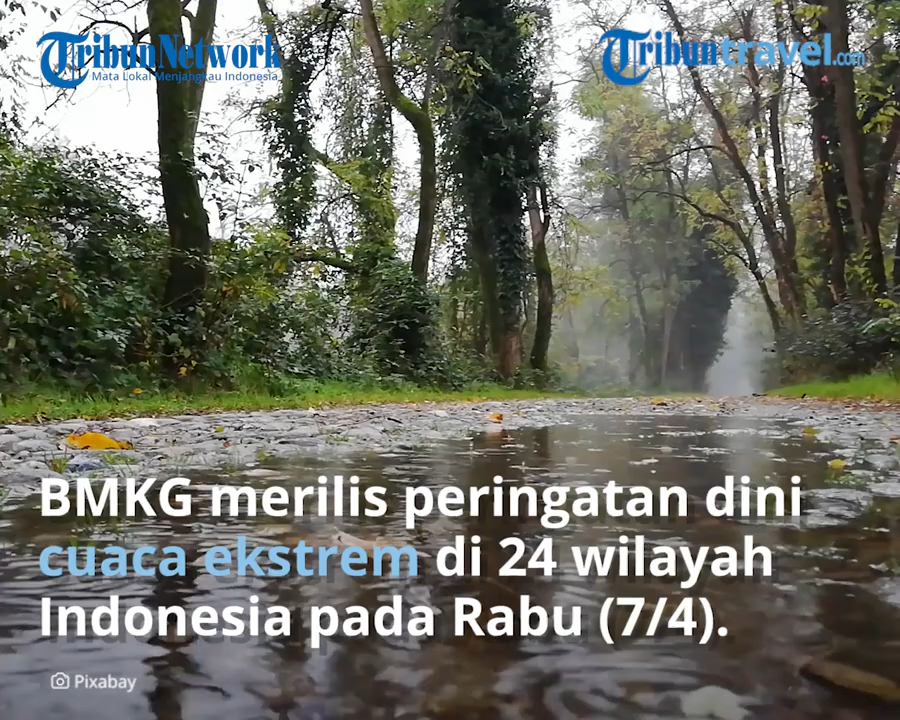 TribunNetwork
Mata Lokal Menjangkau Indonesia
Tribuntravel.com
BMKG merilis peringatan dini
cuaca ekstrem di 24 wilayah
Indonesia pada Rabu (7/4).
Pixabay